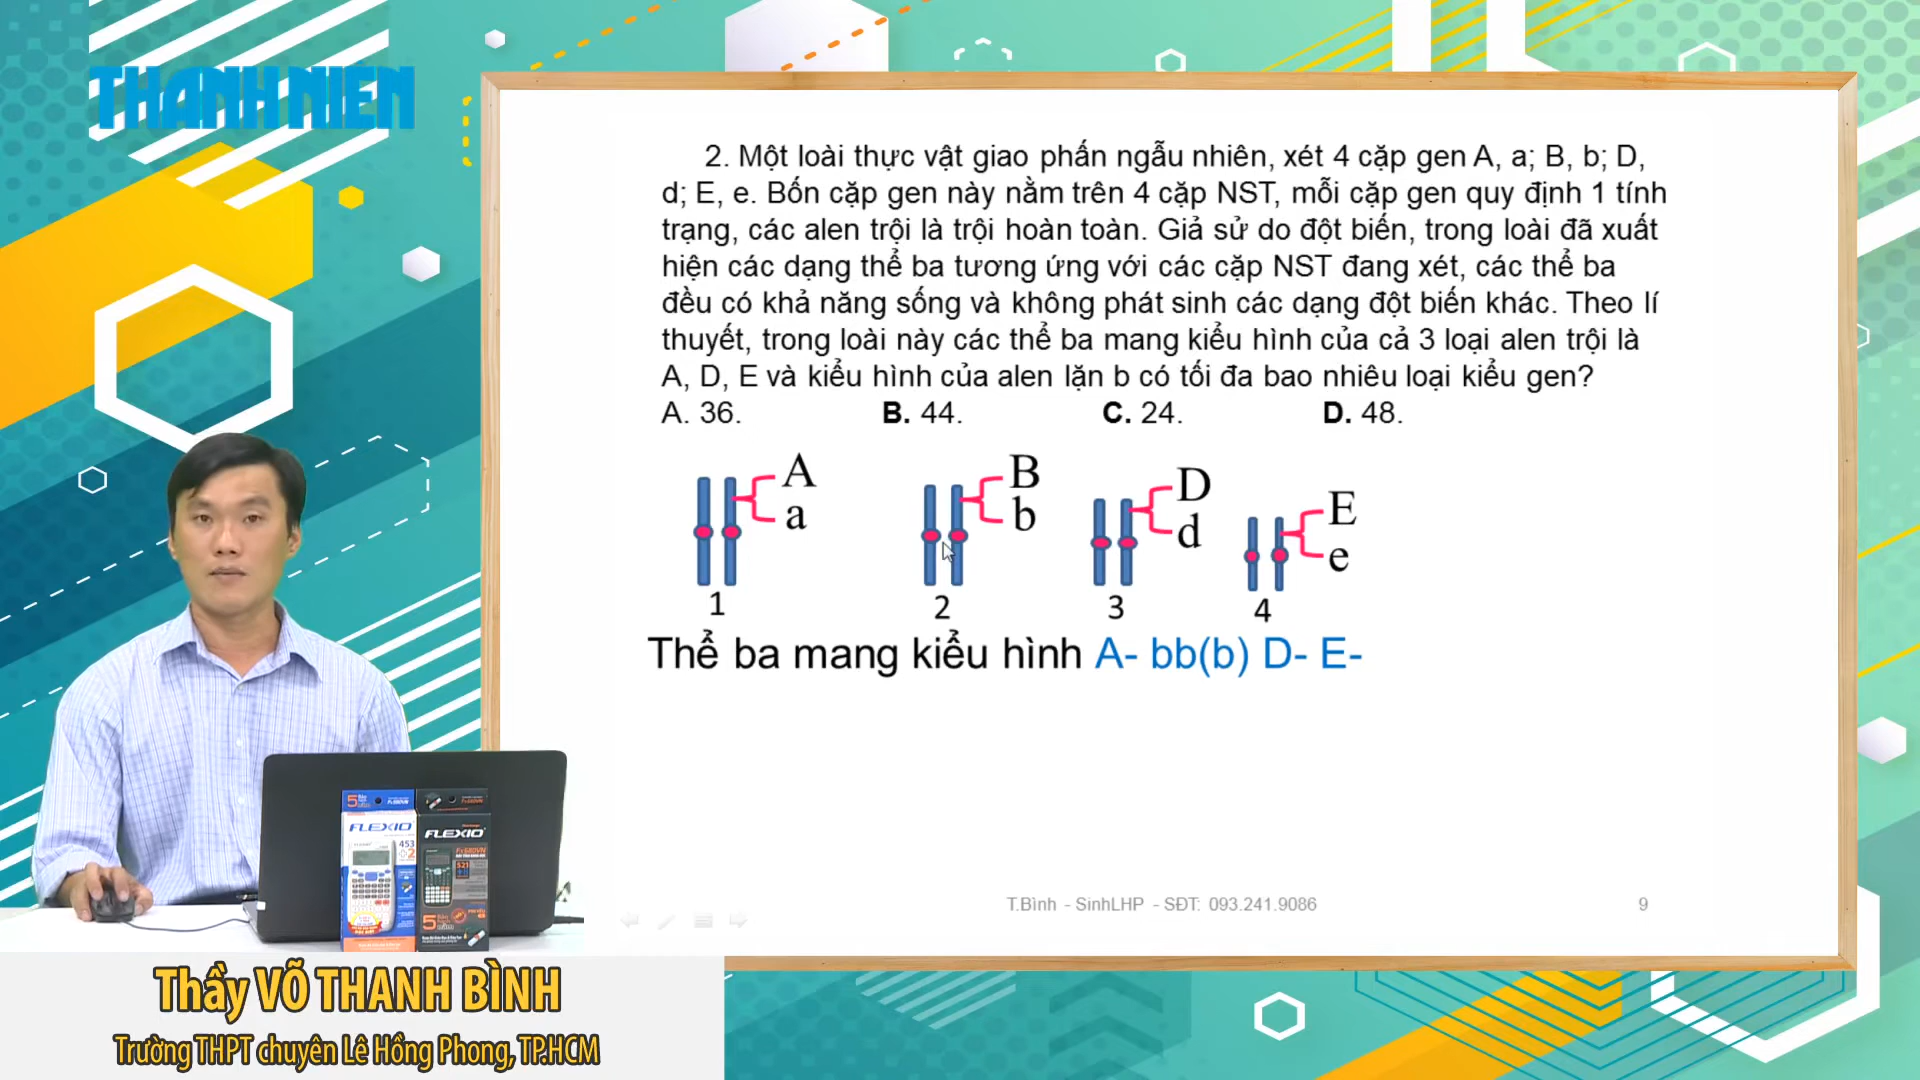 THANH NIÊN
2. Một loài thực vật giao phấn ngẫu nhiên, xét 4 cặp gen A, a; B, b; D,
d; E, e. Bốn cặp gen này nằm trên 4 cặp NST, mỗi cặp gen quy định 1 tính
trạng, các alen trội là trội hoàn toàn. Giả sử do đột biến, trong loài đã xuất
hiện các dạng thể ba tương ứng với các cặp NST đang xét, các thể ba
đều có khả năng sống và không phát sinh các dạng đột biến khác. Theo lí
thuyết, trong loài này các thể ba mang kiểu hình của cả 3 loại alen trội là
A, D, E và kiểu hình của alen lặn b có tối đa bao nhiêu loại kiểu gen?
A. 36. B. 44. C. 24. D. 48.
A B D E
a b d e
1 2 3 4
Thể ba mang kiểu hình A- bb(b) D- E-
FLEXIO FLEXIO
453
Fx680VN
521
T.Bình - SinhLHP - SĐT: 093.241.9086 9
Thầy VÕ THANH BÌNH
Trường THPT chuyên Lê Hồng Phong, TP.HCM